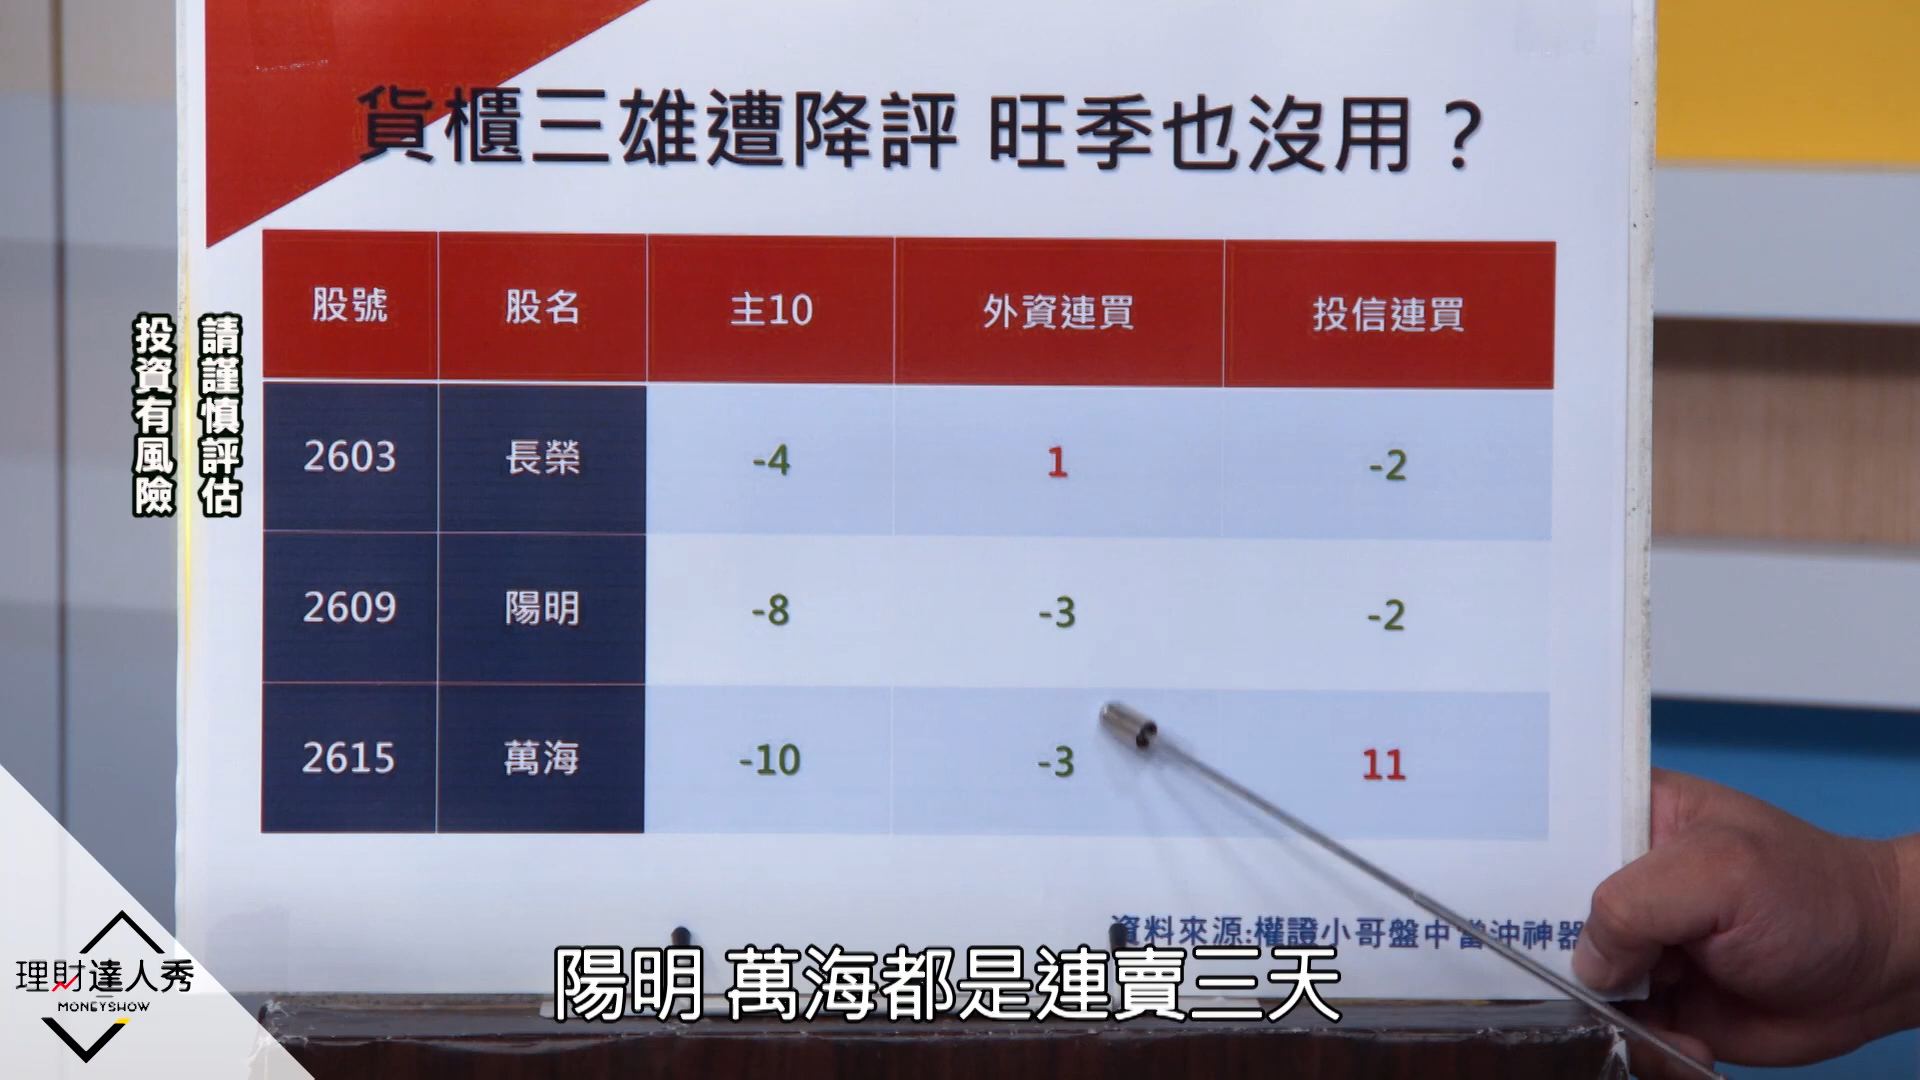 貨櫃三雄遭降評 旺季也沒用？
股號 股名 主10 外資連買 投信連買
2603 長榮 -4 1 -2
2609 陽明 -8 -3 -2
2615 萬海 -10 -3 11
資料來源:權證小哥盤中當沖神器
請謹慎評估
投資有風險
理財達人秀
MONEYSHOW
陽明 萬海都是連賣三天